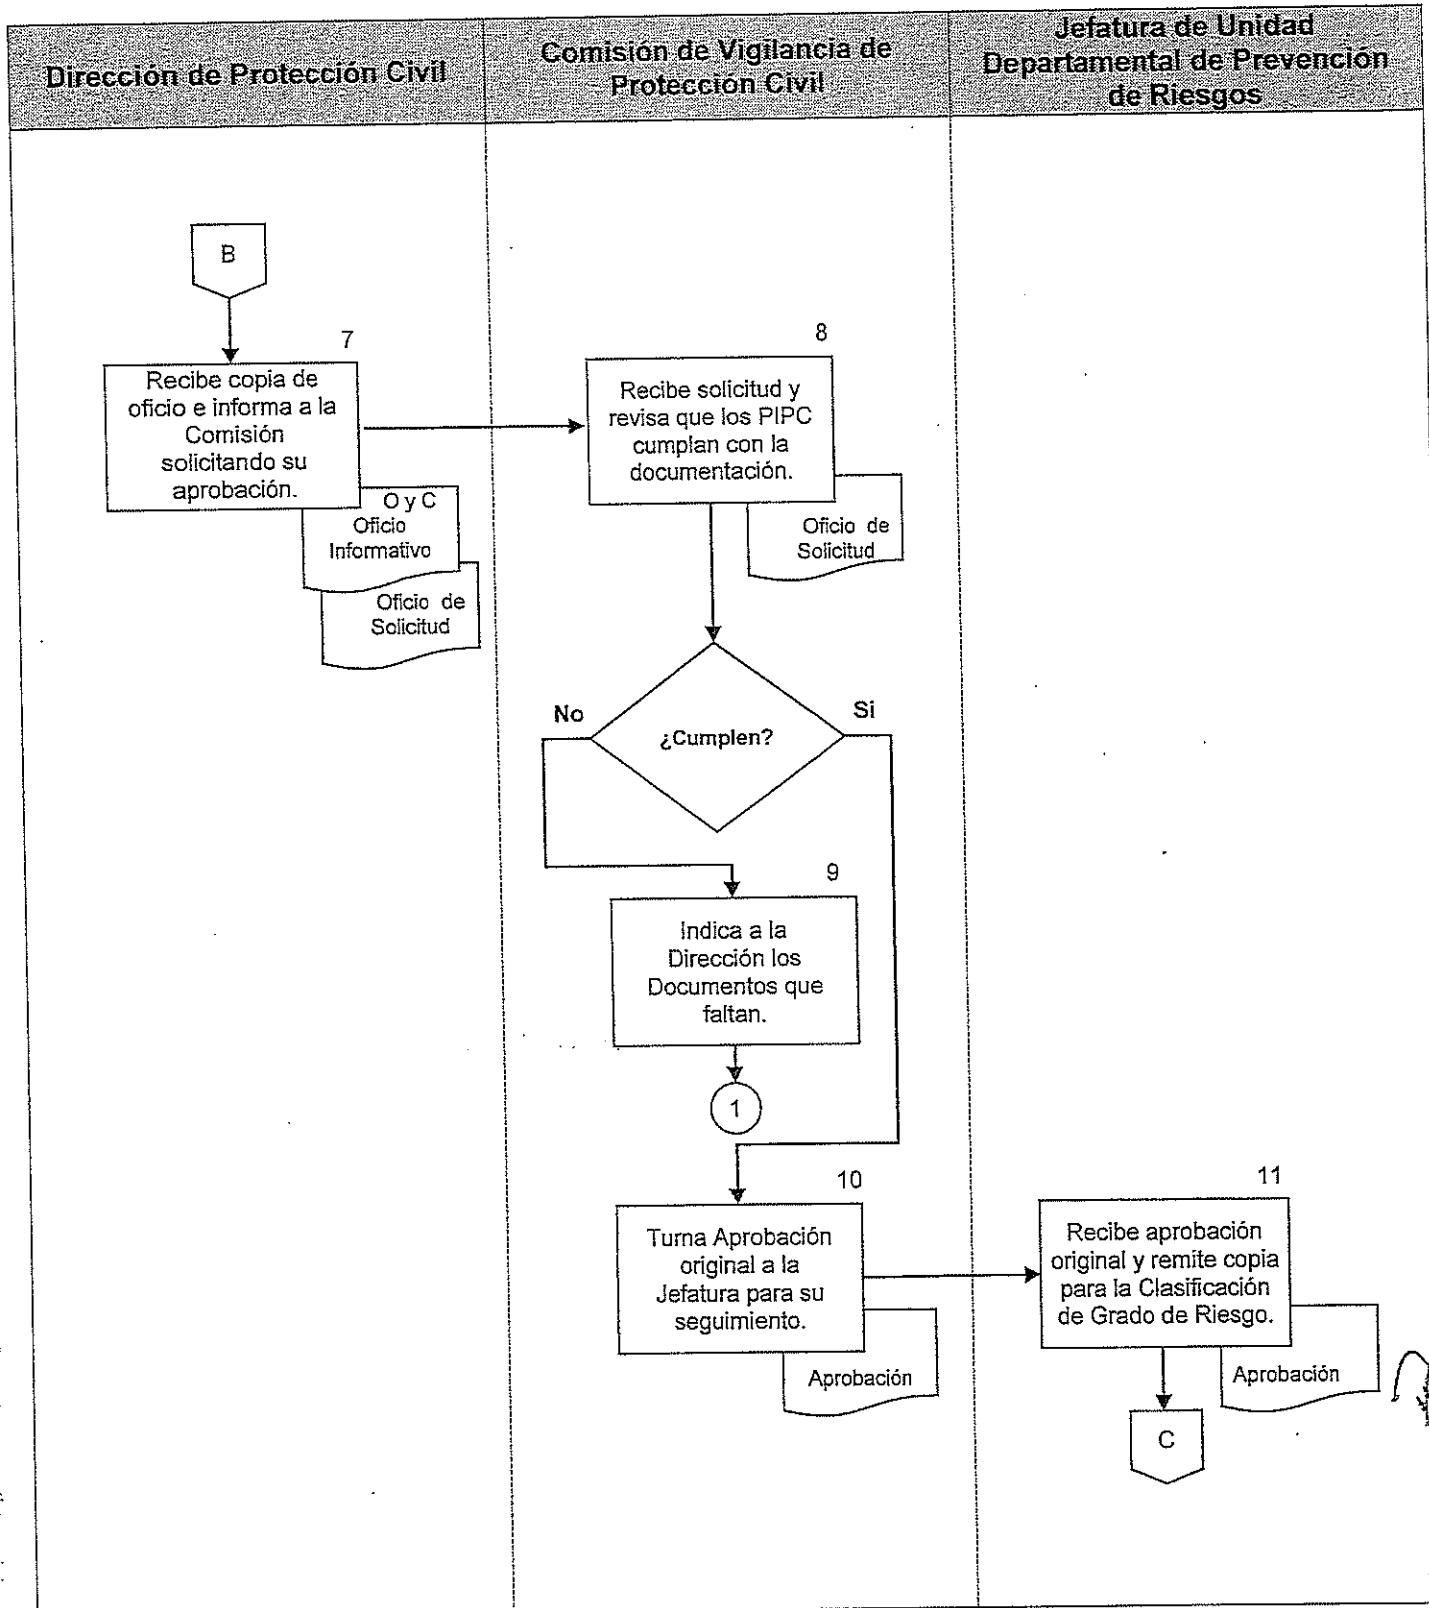 Dirección de Protección Civil
Comisión de Vigilancia de
Protección Civil
Jefatura de Unidad
Departamental de Prevención
de Riesgos
B
7
Recibe copia de
oficio e informa a la
Comisión
solicitando su
aprobación.
O y C
Oficio
Informativo
Oficio de
Solicitud
8
Recibe solicitud y
revisa que los PIPC
cumplan con la
documentación.
Oficio de
Solicitud
No
¿Cumplen?
Si
9
Indica a la
Dirección los
Documentos que
faltan.
1
10
Turna Aprobación
original a la
Jefatura para su
seguimiento.
Aprobación
11
Recibe aprobación
original y remite copia
para la Clasificación
de Grado de Riesgo.
Aprobación
C